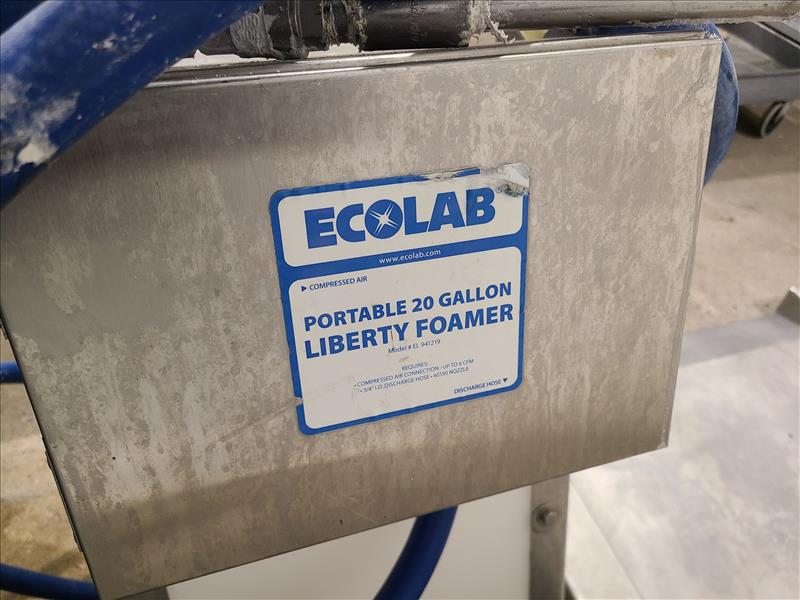 ECOLAB
www.ecolab.com
▶ COMPRESSED AIR
PORTABLE 20 GALLON
LIBERTY FOAMER
Model # EL 941219
REQUIRES:
• COMPRESSED AIR CONNECTION - UP TO 6 CFM
• 3/4" I.D. DISCHARGE HOSE • 40150 NOZZLE
DISCHARGE HOSE ▼